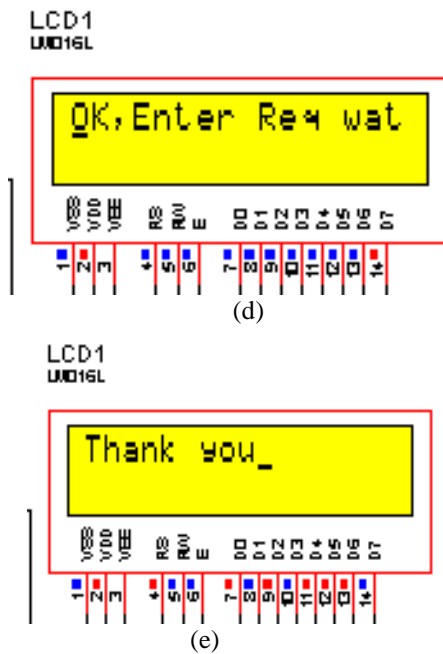 LCD1
LM016L
OK,Enter Req wat
VSS VDD VEE RS RW E D0 D1 D2 D3 D4 D5 D6 D7
1 2 3 4 5 6 7 8 9 10 11 12 13 14
(d)
LCD1
LM016L
Thank you_
VSS VDD VEE RS RW E D0 D1 D2 D3 D4 D5 D6 D7
1 2 3 4 5 6 7 8 9 10 11 12 13 14
(e)